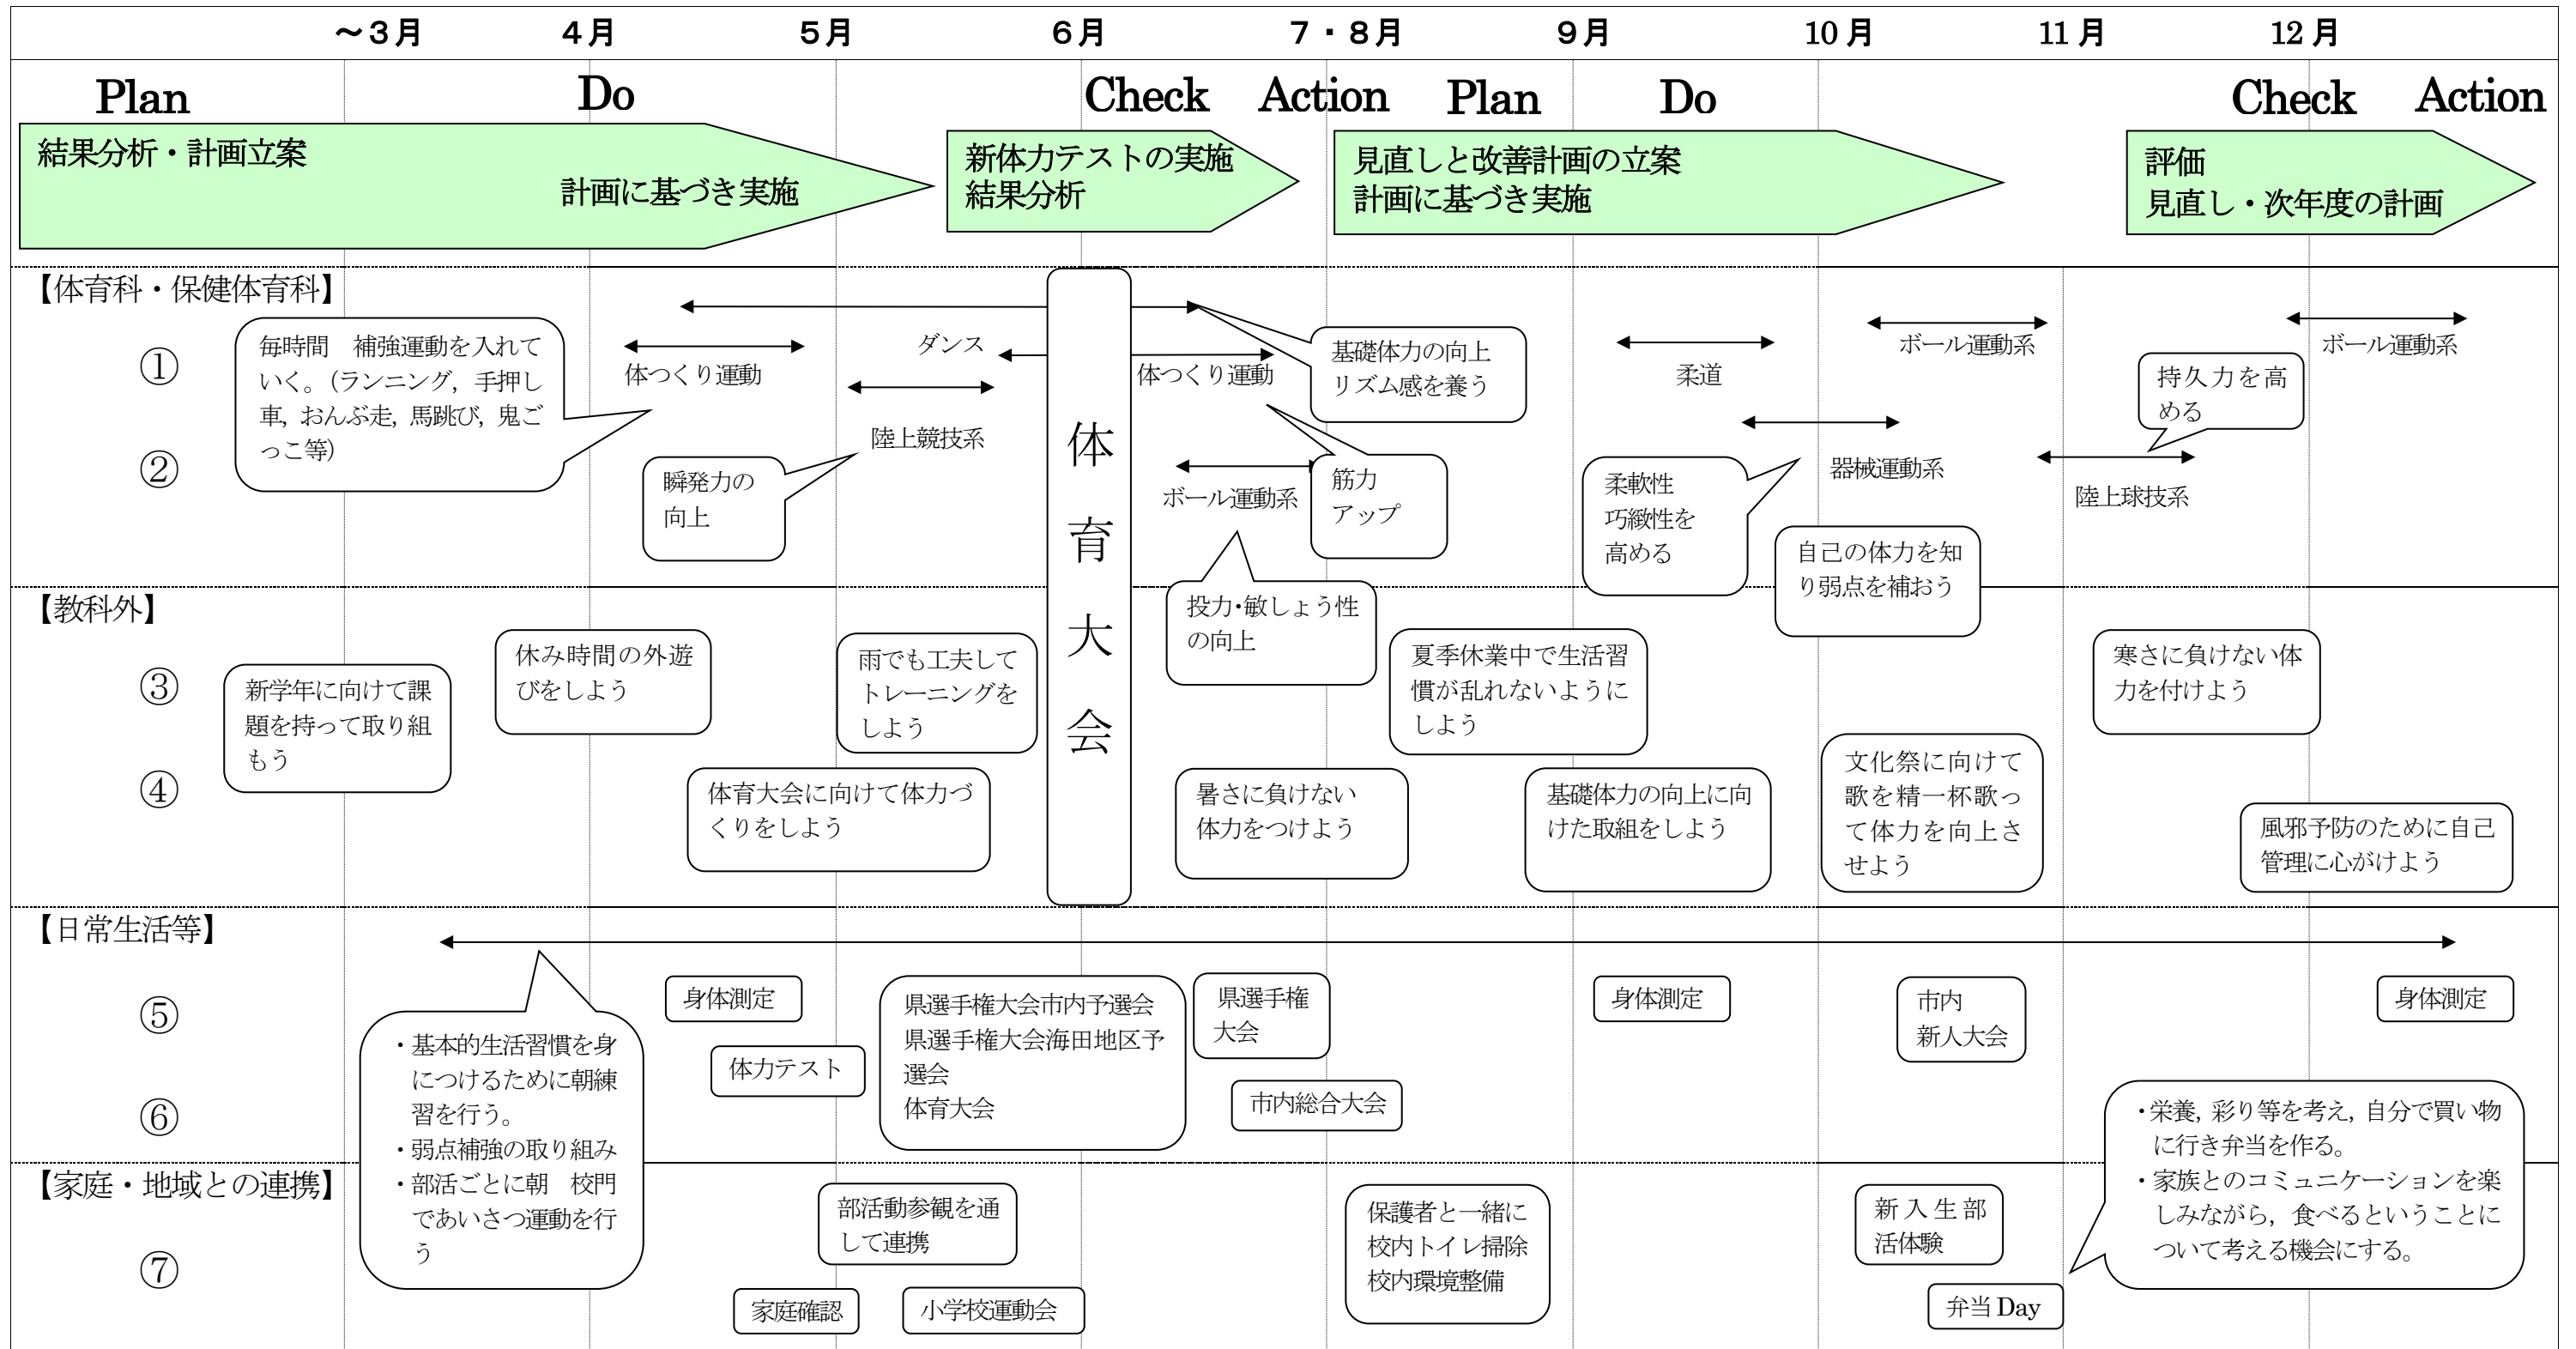 ～３月
４月
５月
６月
７・８月
９月
10 月
11 月
12 月
Plan
Do
Check
Action
Plan
Do
Check
Action
結果分析・計画立案
計画に基づき実施
新体力テストの実施
結果分析
見直しと改善計画の立案
計画に基づき実施
評価
見直し・次年度の計画
【体育科・保健体育科】
①
②
毎時間　補強運動を入れて
いく。（ランニング，手押し
車，おんぶ走，馬跳び，鬼ご
っこ等）
体つくり運動
ダンス
陸上競技系
瞬発力の
向上
体育大会
体つくり運動
基礎体力の向上
リズム感を養う
ボール運動系
筋力
アップ
投力・敏しょう性
の向上
柔道
柔軟性
巧緻性を
高める
器械運動系
自己の体力を知
り弱点を補おう
ボール運動系
陸上球技系
持久力を高
める
ボール運動系
【教科外】
③
④
新学年に向けて課
題を持って取り組
もう
休み時間の外遊
びをしよう
雨でも工夫して
トレーニングを
しよう
体育大会に向けて体力づ
くりをしよう
暑さに負けない
体力をつけよう
夏季休業中で生活習
慣が乱れないように
しよう
基礎体力の向上に向
けた取組をしよう
文化祭に向けて
歌を精一杯歌っ
て体力を向上さ
せよう
寒さに負けない体
力を付けよう
風邪予防のために自己
管理に心がけよう
【日常生活等】
⑤
⑥
・基本的生活習慣を身
につけるために朝練
習を行う。
・弱点補強の取り組み
・部活ごとに朝　校門
であいさつ運動を行
う
身体測定
体力テスト
県選手権大会市内予選会
県選手権大会海田地区予
選会
体育大会
県選手権
大会
市内総合大会
身体測定
市内
新人大会
身体測定
【家庭・地域との連携】
⑦
部活動参観を通
して連携
家庭確認
小学校運動会
保護者と一緒に
校内トイレ掃除
校内環境整備
新入生部
活体験
弁当 Day
・栄養，彩り等を考え，自分で買い物
に行き弁当を作る。
・家族とのコミュニケーションを楽
しみながら，食べるということに
ついて考える機会にする。